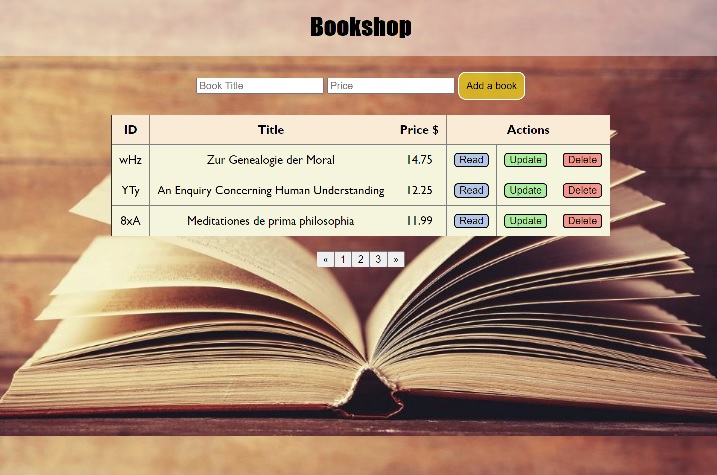 Bookshop
Book Title Price Add a book
ID Title Price $ Actions
wHz Zur Genealogie der Moral 14.75 Read Update Delete
YTy An Enquiry Concerning Human Understanding 12.25 Read Update Delete
8xA Meditationes de prima philosophia 11.99 Read Update Delete
« 1 2 3 »